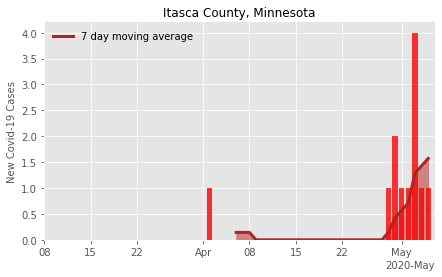 Itasca County, Minnesota
7 day moving average
New Covid-19 Cases
4.0
3.5
3.0
2.5
2.0
1.5
1.0
0.5
0.0
08 15 22 Apr 08 15 22 May
2020-May